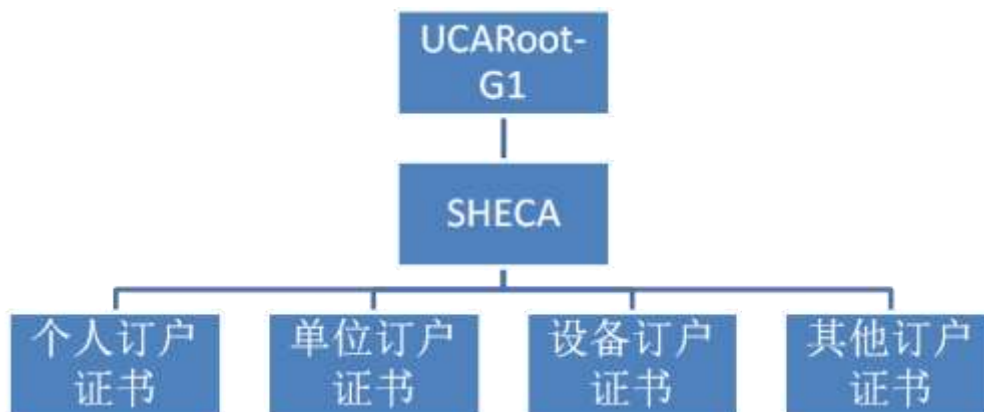 UCARoot-
G1
SHECA
个人订户
证书
单位订户
证书
设备订户
证书
其他订户
证书